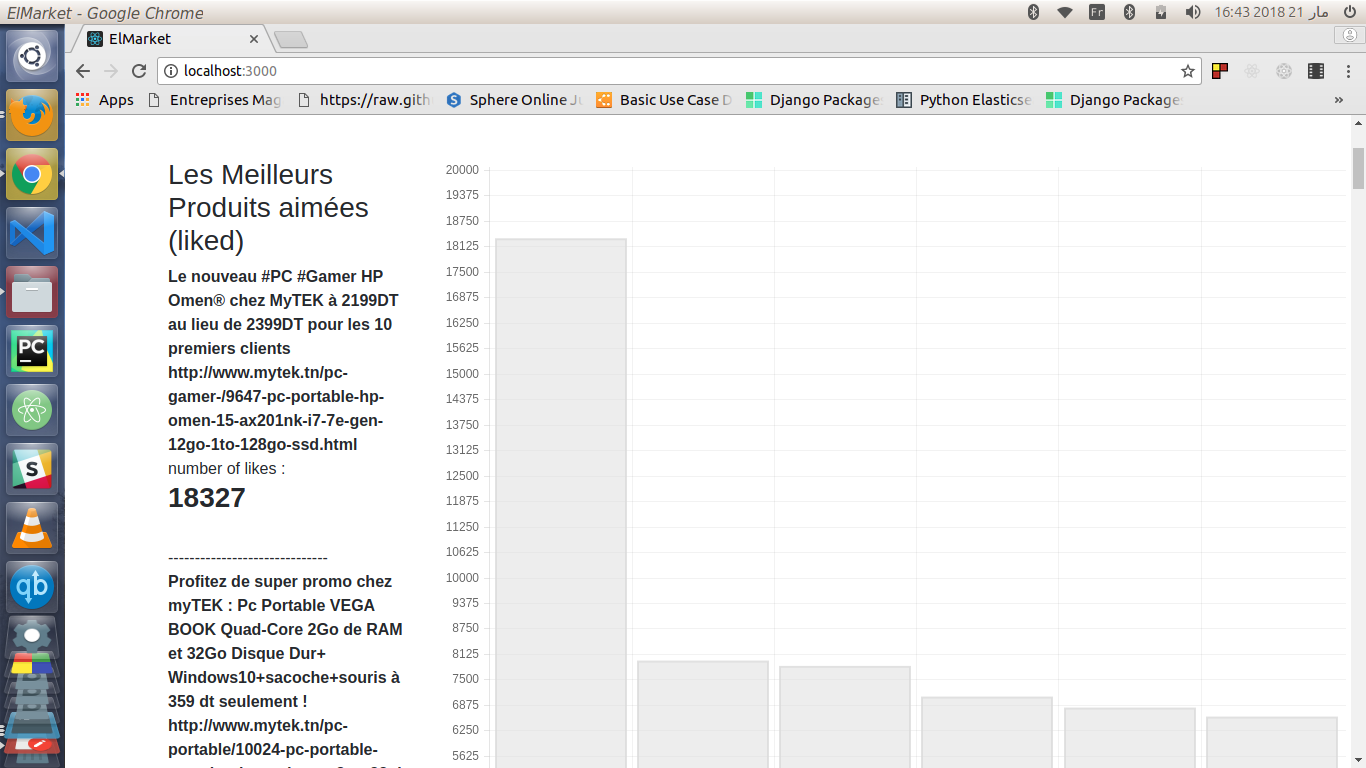 ElMarket - Google Chrome
Fr
16:43 2018 21 مار
ElMarket
localhost:3000
Apps
Entreprises Mag
https://raw.gith
Sphere Online Ju
Basic Use Case D
Django Package
Python Elasticse
Django Package
»
Les Meilleurs
Produits aimées
(liked)
Le nouveau #PC #Gamer HP
Omen® chez MyTEK à 2199DT
au lieu de 2399DT pour les 10
premiers clients
http://www.mytek.tn/pc-
gamer-/9647-pc-portable-hp-
omen-15-ax201nk-i7-7e-gen-
12go-1to-128go-ssd.html
number of likes :
18327
------------------------------
Profitez de super promo chez
myTEK : Pc Portable VEGA
BOOK Quad-Core 2Go de RAM
et 32Go Disque Dur+
Windows10+sacoche+souris à
359 dt seulement !
http://www.mytek.tn/pc-
portable/10024-pc-portable-
20000
19375
18750
18125
17500
16875
16250
15625
15000
14375
13750
13125
12500
11875
11250
10625
10000
9375
8750
8125
7500
6875
6250
5625
PC
S
qb